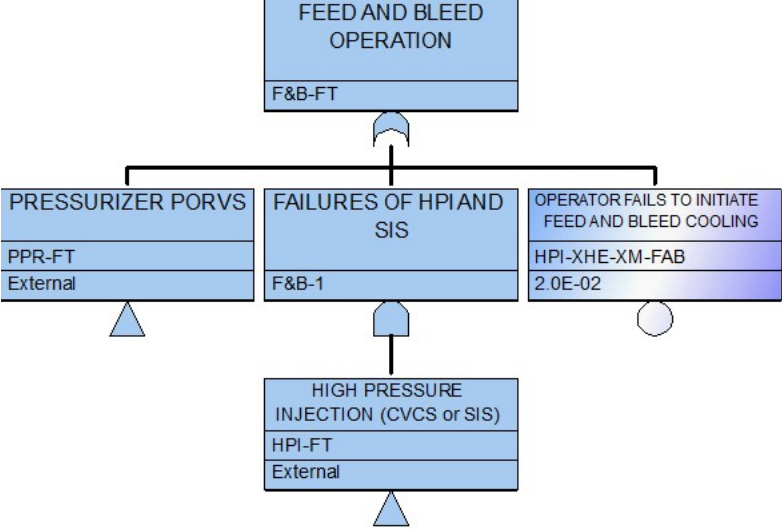 FEED AND BLEED
OPERATION
F&B-FT
PRESSURIZER PORVS
PPR-FT
External
FAILURES OF HPI AND
SIS
F&B-1
OPERATOR FAILS TO INITIATE
FEED AND BLEED COOLING
HPI-XHE-XM-FAB
2.0E-02
HIGH PRESSURE
INJECTION (CVCS or SIS)
HPI-FT
External